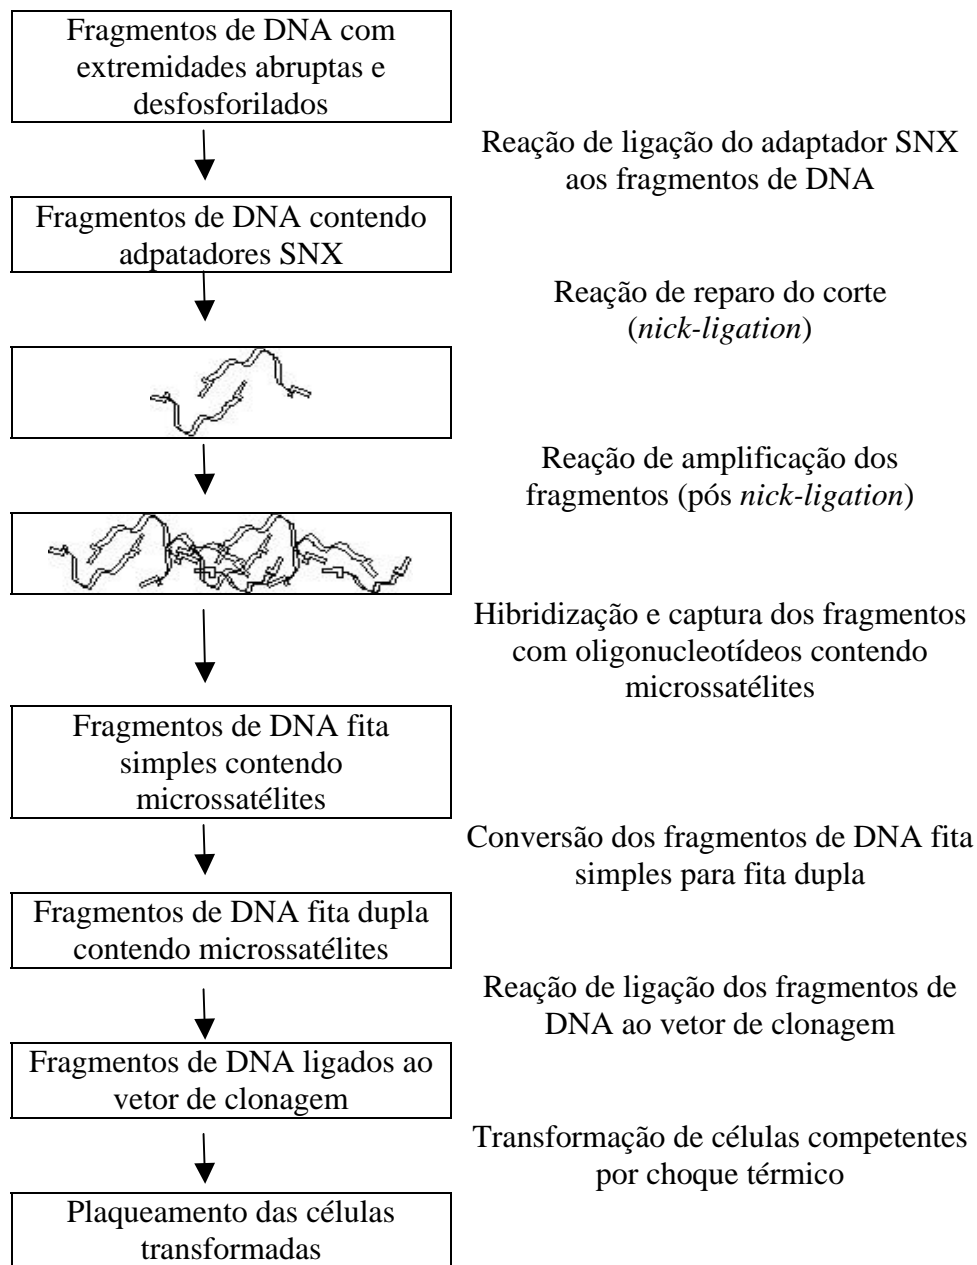 Fragmentos de DNA com
extremidades abruptas e
desfosforilados
Reação de ligação do adaptador SNX
aos fragmentos de DNA
Fragmentos de DNA contendo
adpatadores SNX
Reação de reparo do corte
(nick-ligation)
Reação de amplificação dos
fragmentos (pós nick-ligation)
Hibridização e captura dos fragmentos
com oligonucleotídeos contendo
microssatélites
Fragmentos de DNA fita
simples contendo
microssatélites
Conversão dos fragmentos de DNA fita
simples para fita dupla
Fragmentos de DNA fita dupla
contendo microssatélites
Reação de ligação dos fragmentos de
DNA ao vetor de clonagem
Fragmentos de DNA ligados ao
vetor de clonagem
Transformação de células competentes
por choque térmico
Plaqueamento das células
transformadas